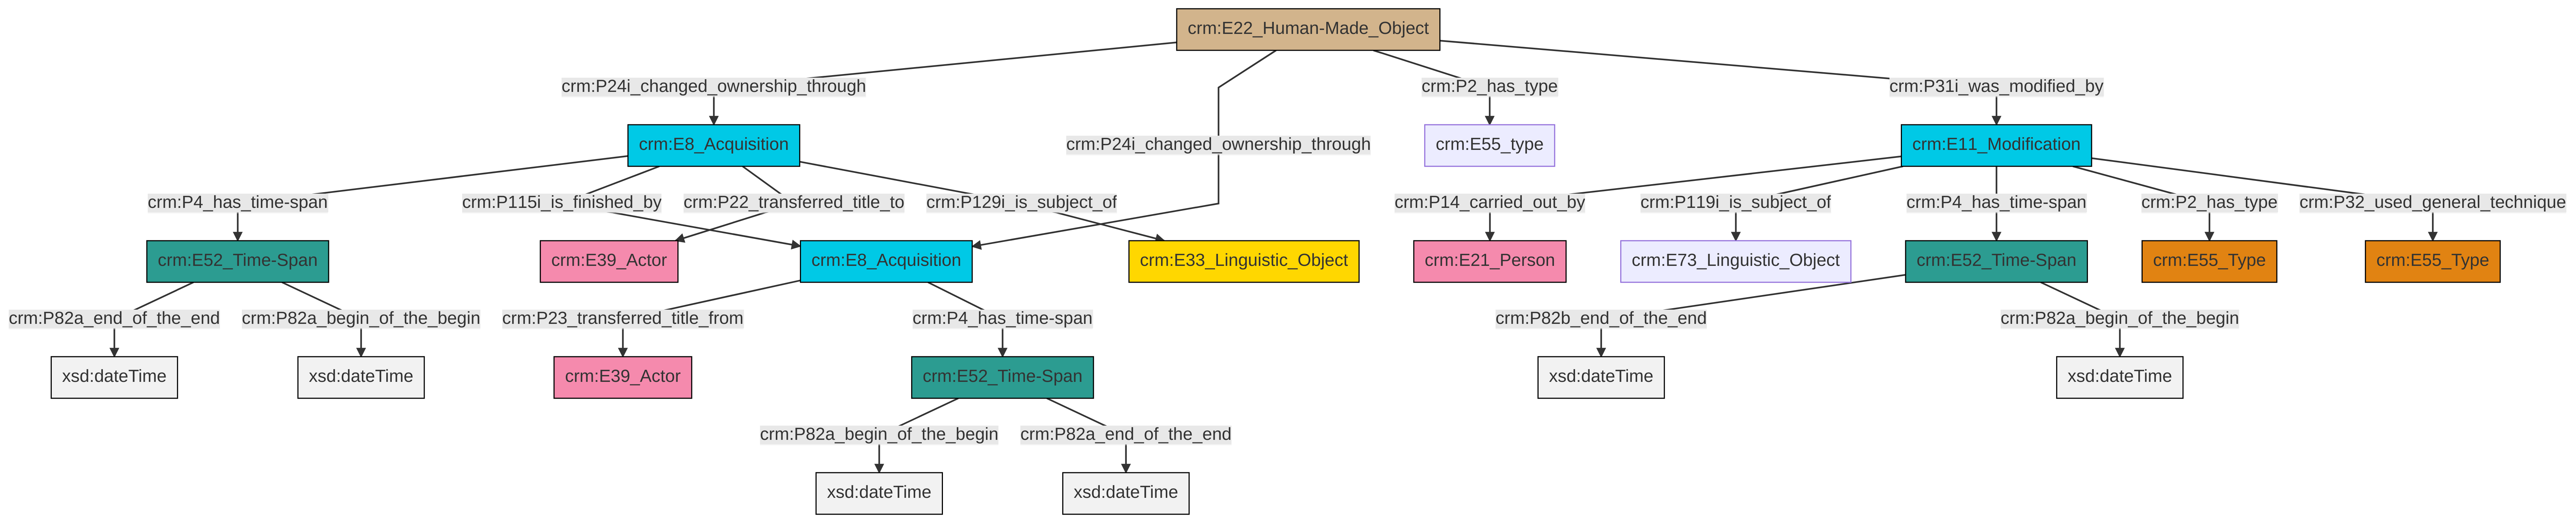 crm:E22_Human-Made_Object
crm:P24i_changed_ownership_through
crm:P2_has_type
crm:P31i_was_modified_by
crm:E8_Acquisition
crm:P24i_changed_ownership_through
crm:E55_type
crm:E11_Modification
crm:P4_has_time-span
crm:P115i_is_finished_by
crm:P22_transferred_title_to
crm:P129i_is_subject_of
crm:P14_carried_out_by
crm:P119i_is_subject_of
crm:P4_has_time-span
crm:P2_has_type
crm:P32_used_general_technique
crm:E52_Time-Span
crm:E39_Actor
crm:E8_Acquisition
crm:E33_Linguistic_Object
crm:E21_Person
crm:E73_Linguistic_Object
crm:E52_Time-Span
crm:E55_Type
crm:E55_Type
crm:P82a_end_of_the_end
crm:P82a_begin_of_the_begin
crm:P23_transferred_title_from
crm:P4_has_time-span
crm:P82b_end_of_the_end
crm:P82a_begin_of_the_begin
xsd:dateTime
xsd:dateTime
crm:E39_Actor
crm:E52_Time-Span
xsd:dateTime
xsd:dateTime
crm:P82a_begin_of_the_begin
crm:P82a_end_of_the_end
xsd:dateTime
xsd:dateTime